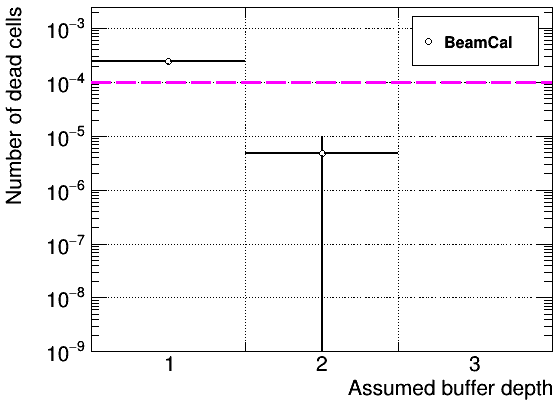 Number of dead cells
10⁻³
10⁻⁴
10⁻⁵
10⁻⁶
10⁻⁷
10⁻⁸
10⁻⁹
BeamCal
1 2 3
Assumed buffer depth